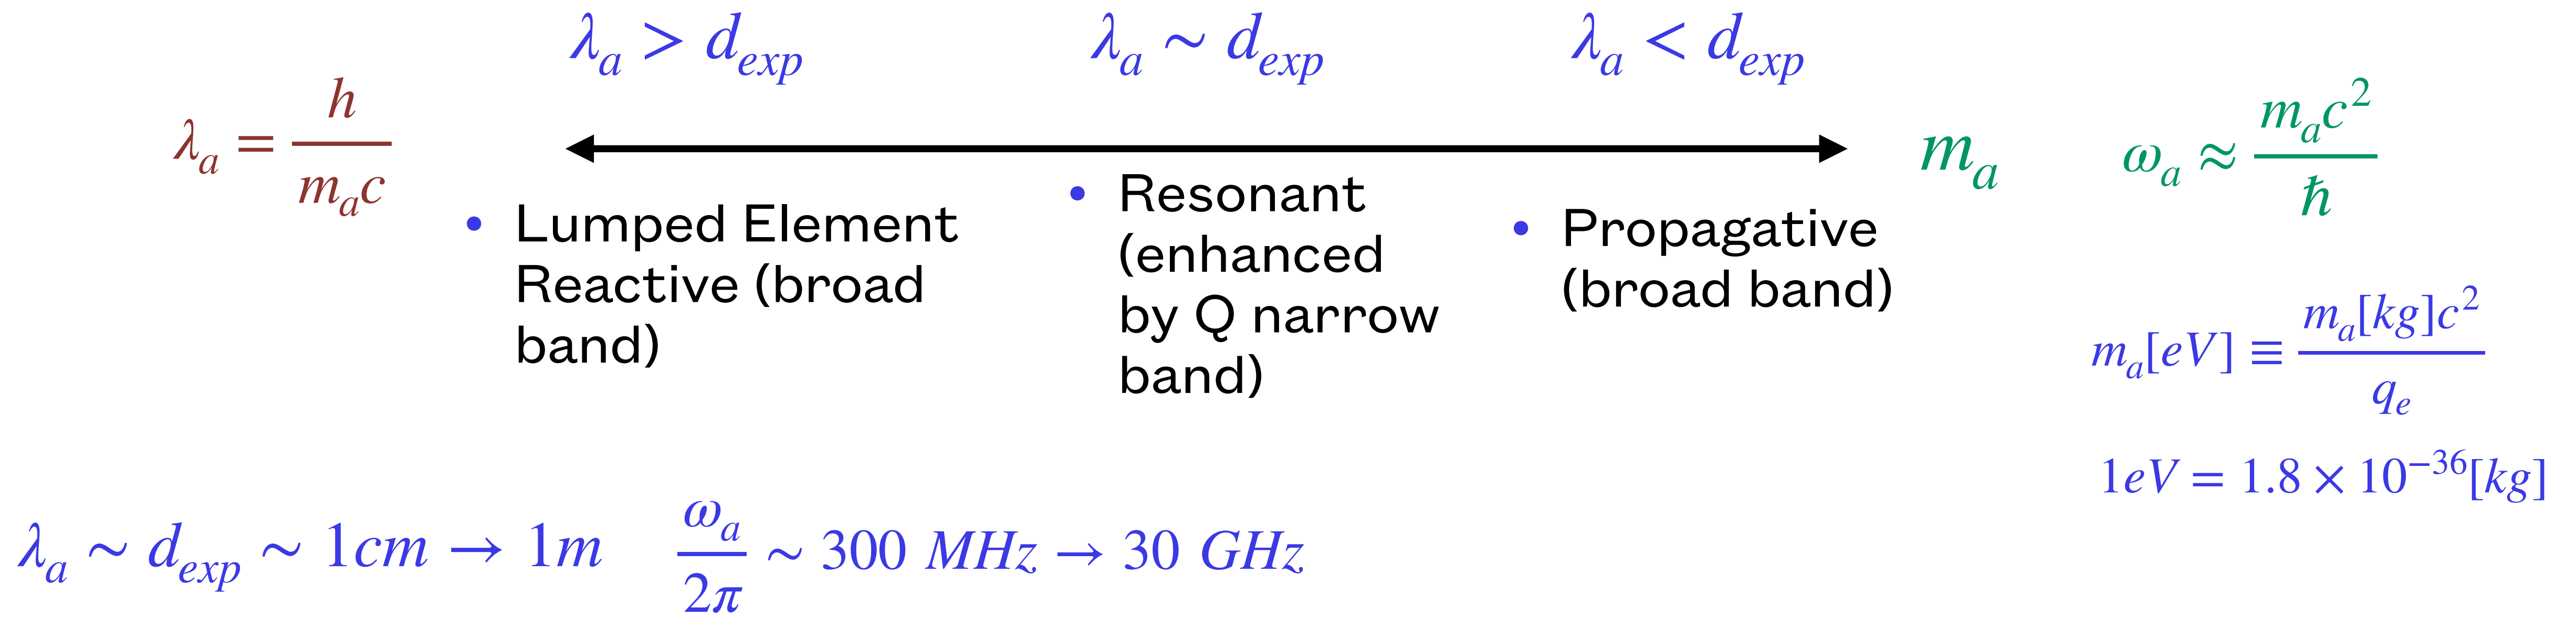 λ_a > d_exp
λ_a ∼ d_exp
λ_a < d_exp
λ_a = h / m_a c
m_a
ω_a ≈ m_a c² / ħ
• Lumped Element
Reactive (broad
band)
• Resonant
(enhanced
by Q narrow
band)
• Propagative
(broad band)
m_a[eV] ≡ m_a[kg]c² / q_e
1eV = 1.8 × 10⁻³⁶[kg]
λ_a ∼ d_exp ∼ 1cm → 1m
ω_a / 2π ∼ 300 MHz → 30 GHz